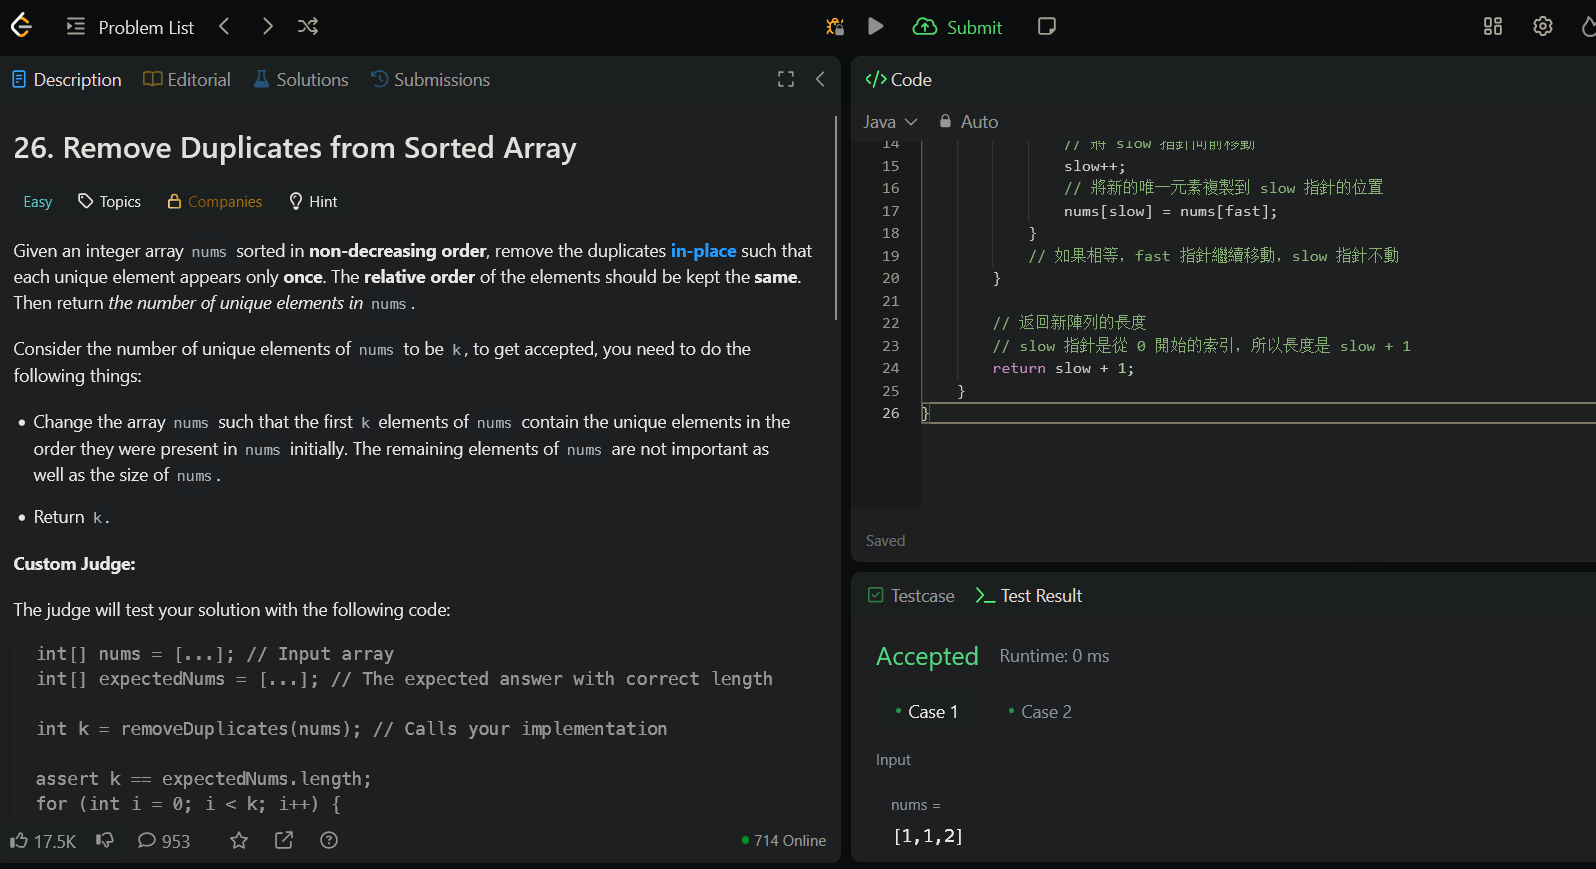 Problem List
Submit
Description
Editorial
Solutions
Submissions
26. Remove Duplicates from Sorted Array
Easy
Topics
Companies
Hint
Given an integer array nums sorted in non-decreasing order, remove the duplicates in-place such that
each unique element appears only once. The relative order of the elements should be kept the same.
Then return the number of unique elements in nums.
Consider the number of unique elements of nums to be k, to get accepted, you need to do the
following things:
• Change the array nums such that the first k elements of nums contain the unique elements in the
order they were present in nums initially. The remaining elements of nums are not important as
well as the size of nums.
• Return k.
Custom Judge:
The judge will test your solution with the following code:
int[] nums = [...]; // Input array
int[] expectedNums = [...]; // The expected answer with correct length
int k = removeDuplicates(nums); // Calls your implementation
assert k == expectedNums.length;
for (int i = 0; i < k; i++) {
17.5K
953
714 Online
</> Code
Java
Auto
14 // 將 slow 指針向前移動
15 slow++;
16 // 將新的唯一元素複製到 slow 指針的位置
17 nums[slow] = nums[fast];
18 }
19 // 如果相等，fast 指針繼續移動，slow 指針不動
20 }
21
22 // 返回新陣列的長度
23 // slow 指針是從 0 開始的索引，所以長度是 slow + 1
24 return slow + 1;
25 }
26 }
Saved
Testcase
Test Result
Accepted
Runtime: 0 ms
• Case 1
• Case 2
Input
nums =
[1,1,2]